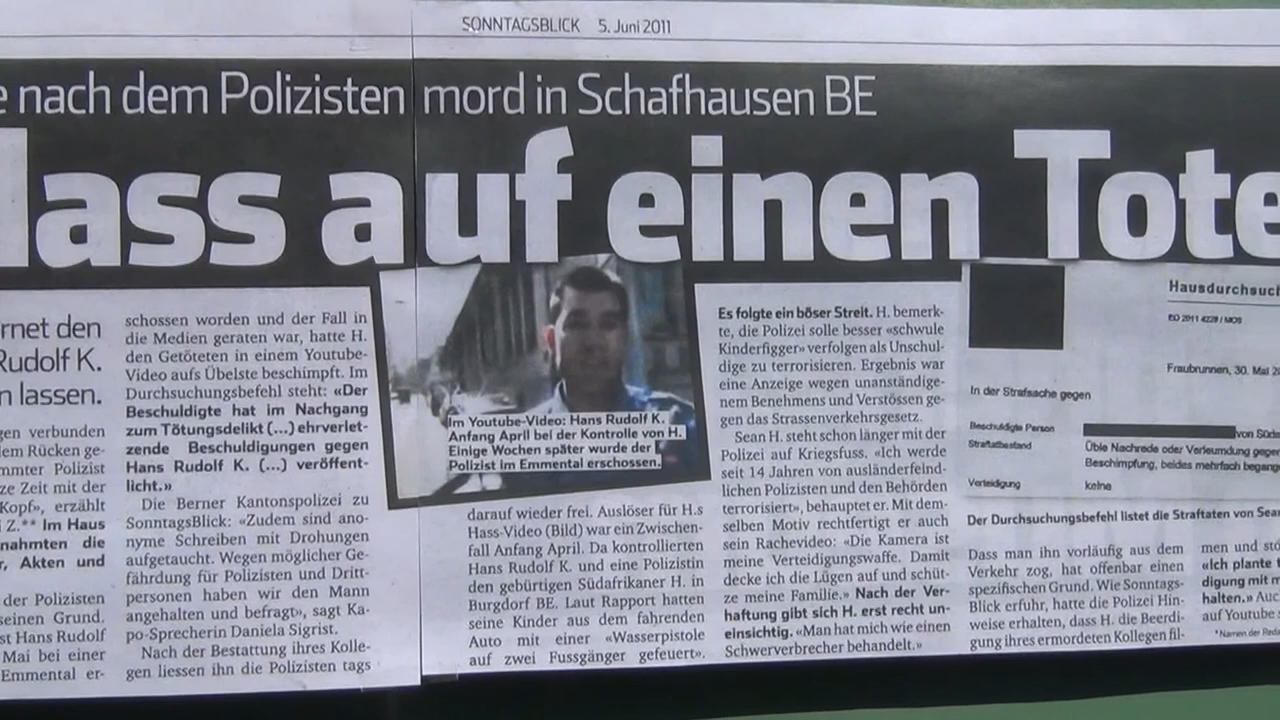 SONNTAGSBLICK 5. Juni 2011
e nach dem Polizisten mord in Schafhausen BE
lass auf einen Tote
rnet den
Rudolf K.
n lassen.
gen verbunden
em Rücken ge-
mmter Polizist
ze Zeit mit der
Kopf», erzählt
i Z.** Im Haus
nahmten die
r, Akten und
der Polizisten
seinen Grund.
st Hans Rudolf
Mai bei einer
Emmental er-
schossen worden und der Fall in
die Medien geraten war, hatte H.
den Getöteten in einem Youtube-
Video aufs Übelste beschimpft. Im
Durchsuchungsbefehl steht: «Der
Beschuldigte hat im Nachgang
zum Tötungsdelikt (...) ehrverlet-
zende Beschuldigungen gegen
Hans Rudolf K. (...) veröffent-
licht.»
Die Berner Kantonspolizei zu
SonntagsBlick: «Zudem sind ano-
nyme Schreiben mit Drohungen
aufgetaucht. Wegen möglicher Ge-
fährdung für Polizisten und Dritt-
personen haben wir den Mann
angehalten und befragt», sagt Ka-
po-Sprecherin Daniela Sigrist.
Nach der Bestattung ihres Kolle-
gen liessen ihn die Polizisten tags
Im Youtube-Video: Hans Rudolf K.
Anfang April bei der Kontrolle von H.
Einige Wochen später wurde der
Polizist im Emmental erschossen.
darauf wieder frei. Auslöser für H.s
Hass-Video (Bild) war ein Zwischen-
fall Anfang April. Da kontrollierten
Hans Rudolf K. und eine Polizistin
den gebürtigen Südafrikaner H. in
Burgdorf BE. Laut Rapport hatten
seine Kinder aus dem fahrenden
Auto mit einer «Wasserpistole
auf zwei Fussgänger gefeuert».
Es folgte ein böser Streit. H. bemerk-
te, die Polizei solle besser «schwule
Kinderfigger» verfolgen als Unschul-
dige zu terrorisieren. Ergebnis war
eine Anzeige wegen unanständige-
nem Benehmens und Verstössen ge-
gen das Strassenverkehrsgesetz.
Sean H. steht schon länger mit der
Polizei auf Kriegsfuss. «Ich werde
seit 14 Jahren von ausländerfeind-
lichen Polizisten und den Behörden
terrorisiert», behauptet er. Mit dem-
selben Motiv rechtfertigt er auch
sein Rachevideo: «Die Kamera ist
meine Verteidigungswaffe. Damit
decke ich die Lügen auf und schüt-
ze meine Familie.» Nach der Ver-
haftung gibt sich H. erst recht un-
einsichtig. «Man hat mich wie einen
Schwerverbrecher behandelt.»
Hausdurchsuch
EO 2011 4229 / MOS
Fraubrunnen, 30. Mai 20
In der Strafsache gegen
Beschuldigte Person von Süda
Straftatbestand Üble Nachrede oder Verleumdung gegen
Beschimpfung, beides mehrfach begang
Verteidigung keine
Der Durchsuchungsbefehl listet die Straftaten von Sean
Dass man ihn vorläufig aus dem
Verkehr zog, hat offenbar einen
spezifischen Grund. Wie Sonntags-
Blick erfuhr, hatte die Polizei Hin-
weise erhalten, dass H. die Beerdi-
gung ihres ermordeten Kollegen fil-
men und stö
«Ich plante
digung mit m
halten.» Auc
auf Youtube
*Namen der Reda